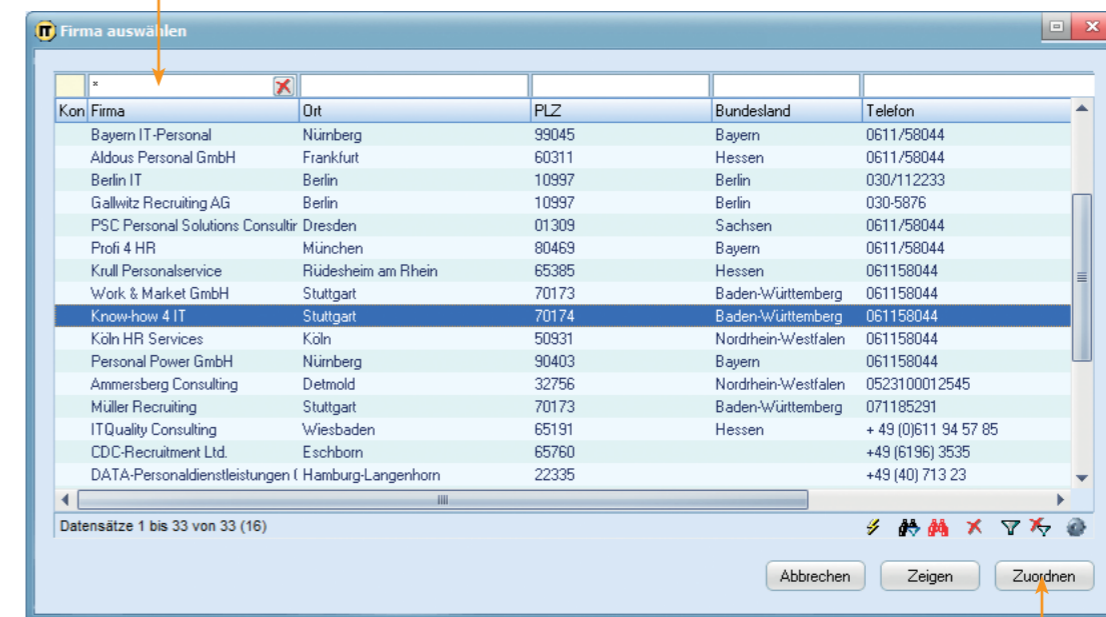 IT Firma auswählen
*
Kon Firma Ort PLZ Bundesland Telefon
Bayern IT-Personal Nürnberg 99045 Bayern 0611/58044
Aldous Personal GmbH Frankfurt 60311 Hessen 0611/58044
Berlin IT Berlin 10997 Berlin 030/112233
Gallwitz Recruiting AG Berlin 10997 Berlin 030-5876
PSC Personal Solutions Consultin Dresden 01309 Sachsen 0611/58044
Profi 4 HR München 80469 Bayern 0611/58044
Krull Personalservice Rüdesheim am Rhein 65385 Hessen 061158044
Work & Market GmbH Stuttgart 70173 Baden-Württemberg 061158044
Know-how 4 IT Stuttgart 70174 Baden-Württemberg 061158044
Köln HR Services Köln 50931 Nordrhein-Westfalen 061158044
Personal Power GmbH Nürnberg 90403 Bayern 061158044
Ammersberg Consulting Detmold 32756 Nordrhein-Westfalen 0523100012545
Müller Recruiting Stuttgart 70173 Baden-Württemberg 071185291
ITQuality Consulting Wiesbaden 65191 Hessen + 49 (0)611 94 57 85
CDC-Recruitment Ltd. Eschborn 65760 +49 (6196) 3535
DATA-Personaldienstleistungen ( Hamburg-Langenhorn 22335 +49 (40) 713 23
Datensätze 1 bis 33 von 33 (16)
Abbrechen Zeigen Zuordnen